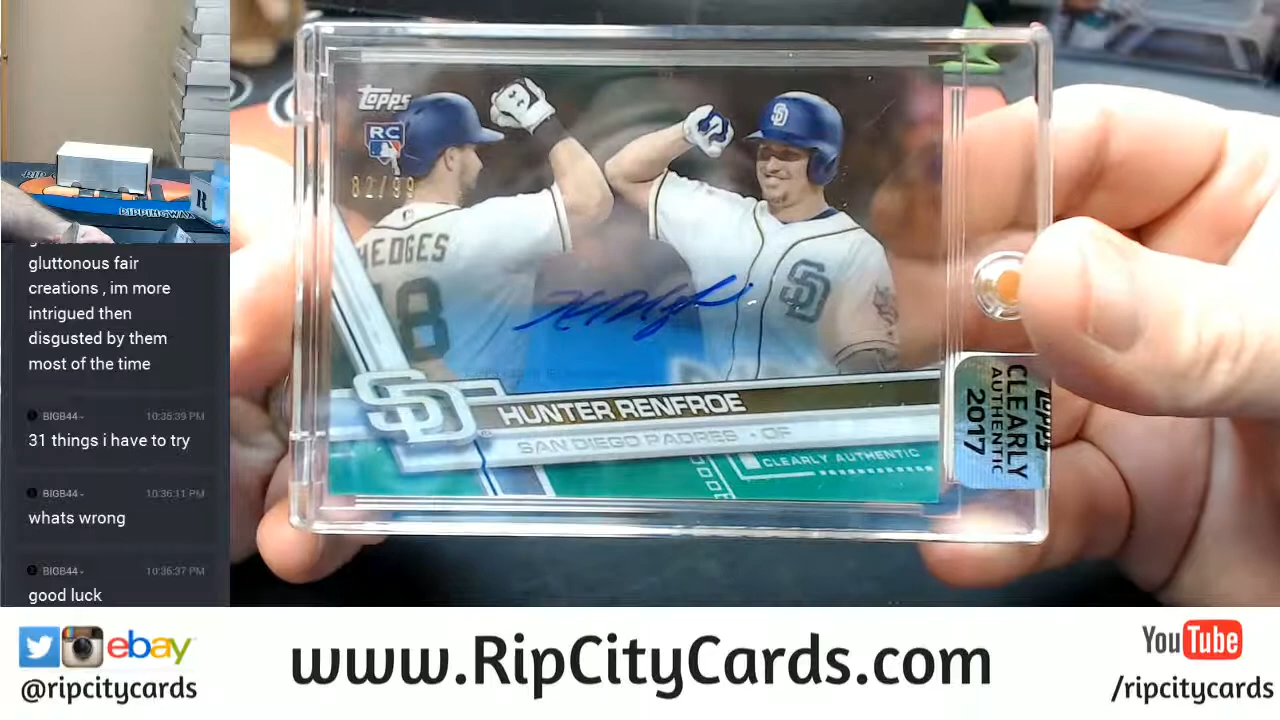 RIPPINGWAX
R
gluttonous fair
creations , im more
intrigued then
disgusted by them
most of the time
BIGB44-
10:35:39 PM
31 things i have to try
BIGB44-
10:36:11 PM
whats wrong
BIGB44-
10:36:37 PM
good luck
Topps
RC
82/99
HEDGES
18
SD
SD
SD
HUNTER RENFROE
SAN DIEGO PADRES · OF
CLEARLY AUTHENTIC
TOPPS
CLEARLY
AUTHENTIC
2017
ebay
@ripcitycards
www.RipCityCards.com
YouTube
/ripcitycards